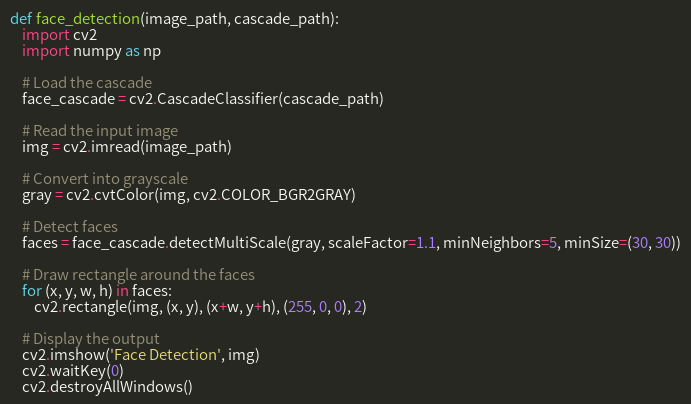 def face_detection(image_path, cascade_path):
    import cv2
    import numpy as np

    # Load the cascade
    face_cascade = cv2.CascadeClassifier(cascade_path)

    # Read the input image
    img = cv2.imread(image_path)

    # Convert into grayscale
    gray = cv2.cvtColor(img, cv2.COLOR_BGR2GRAY)

    # Detect faces
    faces = face_cascade.detectMultiScale(gray, scaleFactor=1.1, minNeighbors=5, minSize=(30, 30))

    # Draw rectangle around the faces
    for (x, y, w, h) in faces:
        cv2.rectangle(img, (x, y), (x+w, y+h), (255, 0, 0), 2)

    # Display the output
    cv2.imshow('Face Detection', img)
    cv2.waitKey(0)
    cv2.destroyAllWindows()